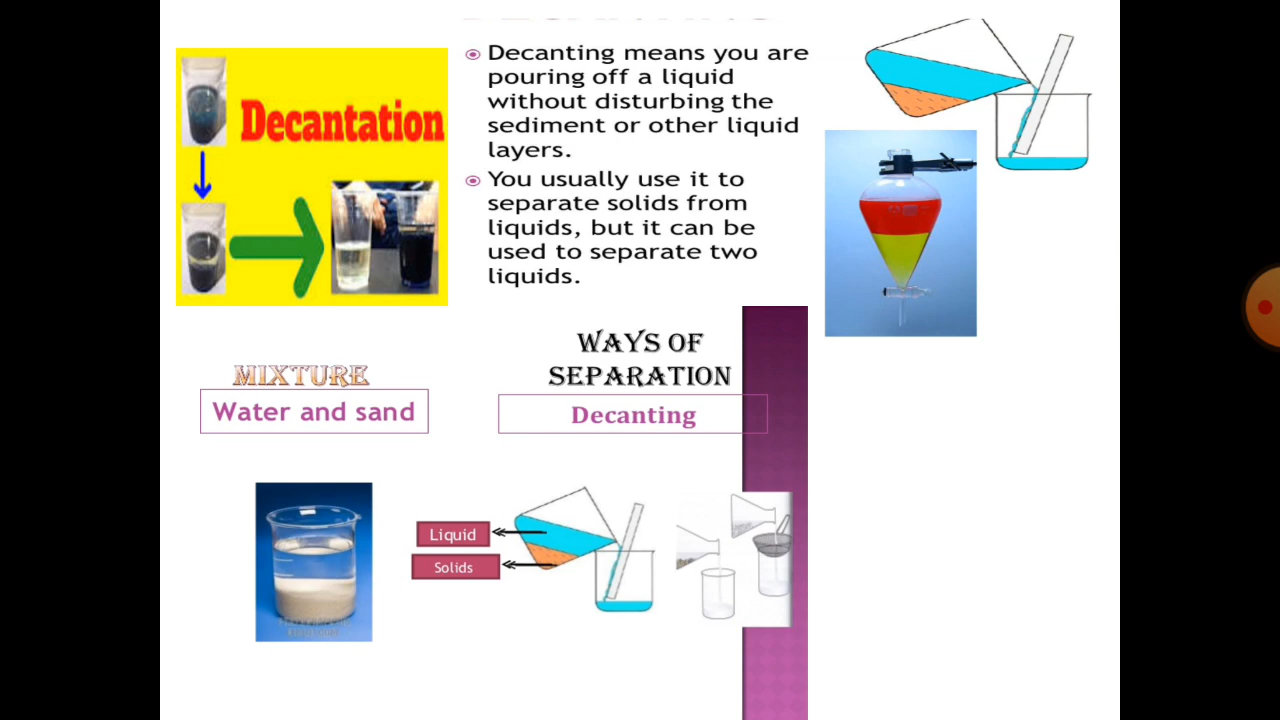 Decantation
Decanting means you are
pouring off a liquid
without disturbing the
sediment or other liquid
layers.
You usually use it to
separate solids from
liquids, but it can be
used to separate two
liquids.
MIXTURE
Water and sand
WAYS OF
SEPARATION
Decanting
Liquid
Solids